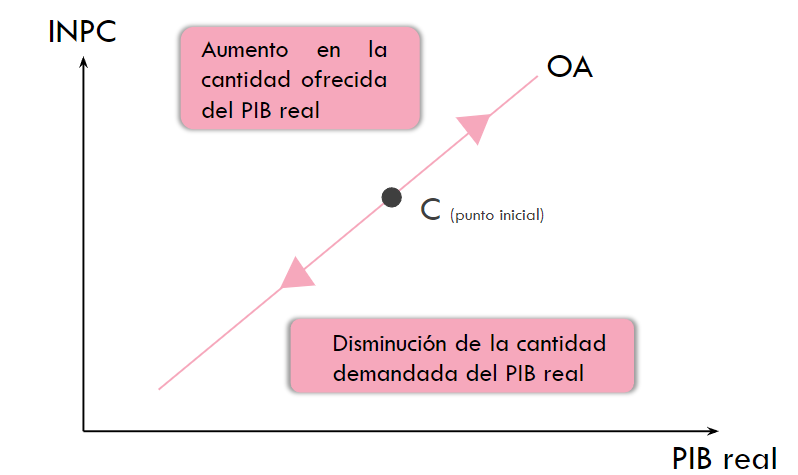 INPC
Aumento en la
cantidad ofrecida
del PIB real
OA
C (punto inicial)
Disminución de la cantidad
demandada del PIB real
PIB real